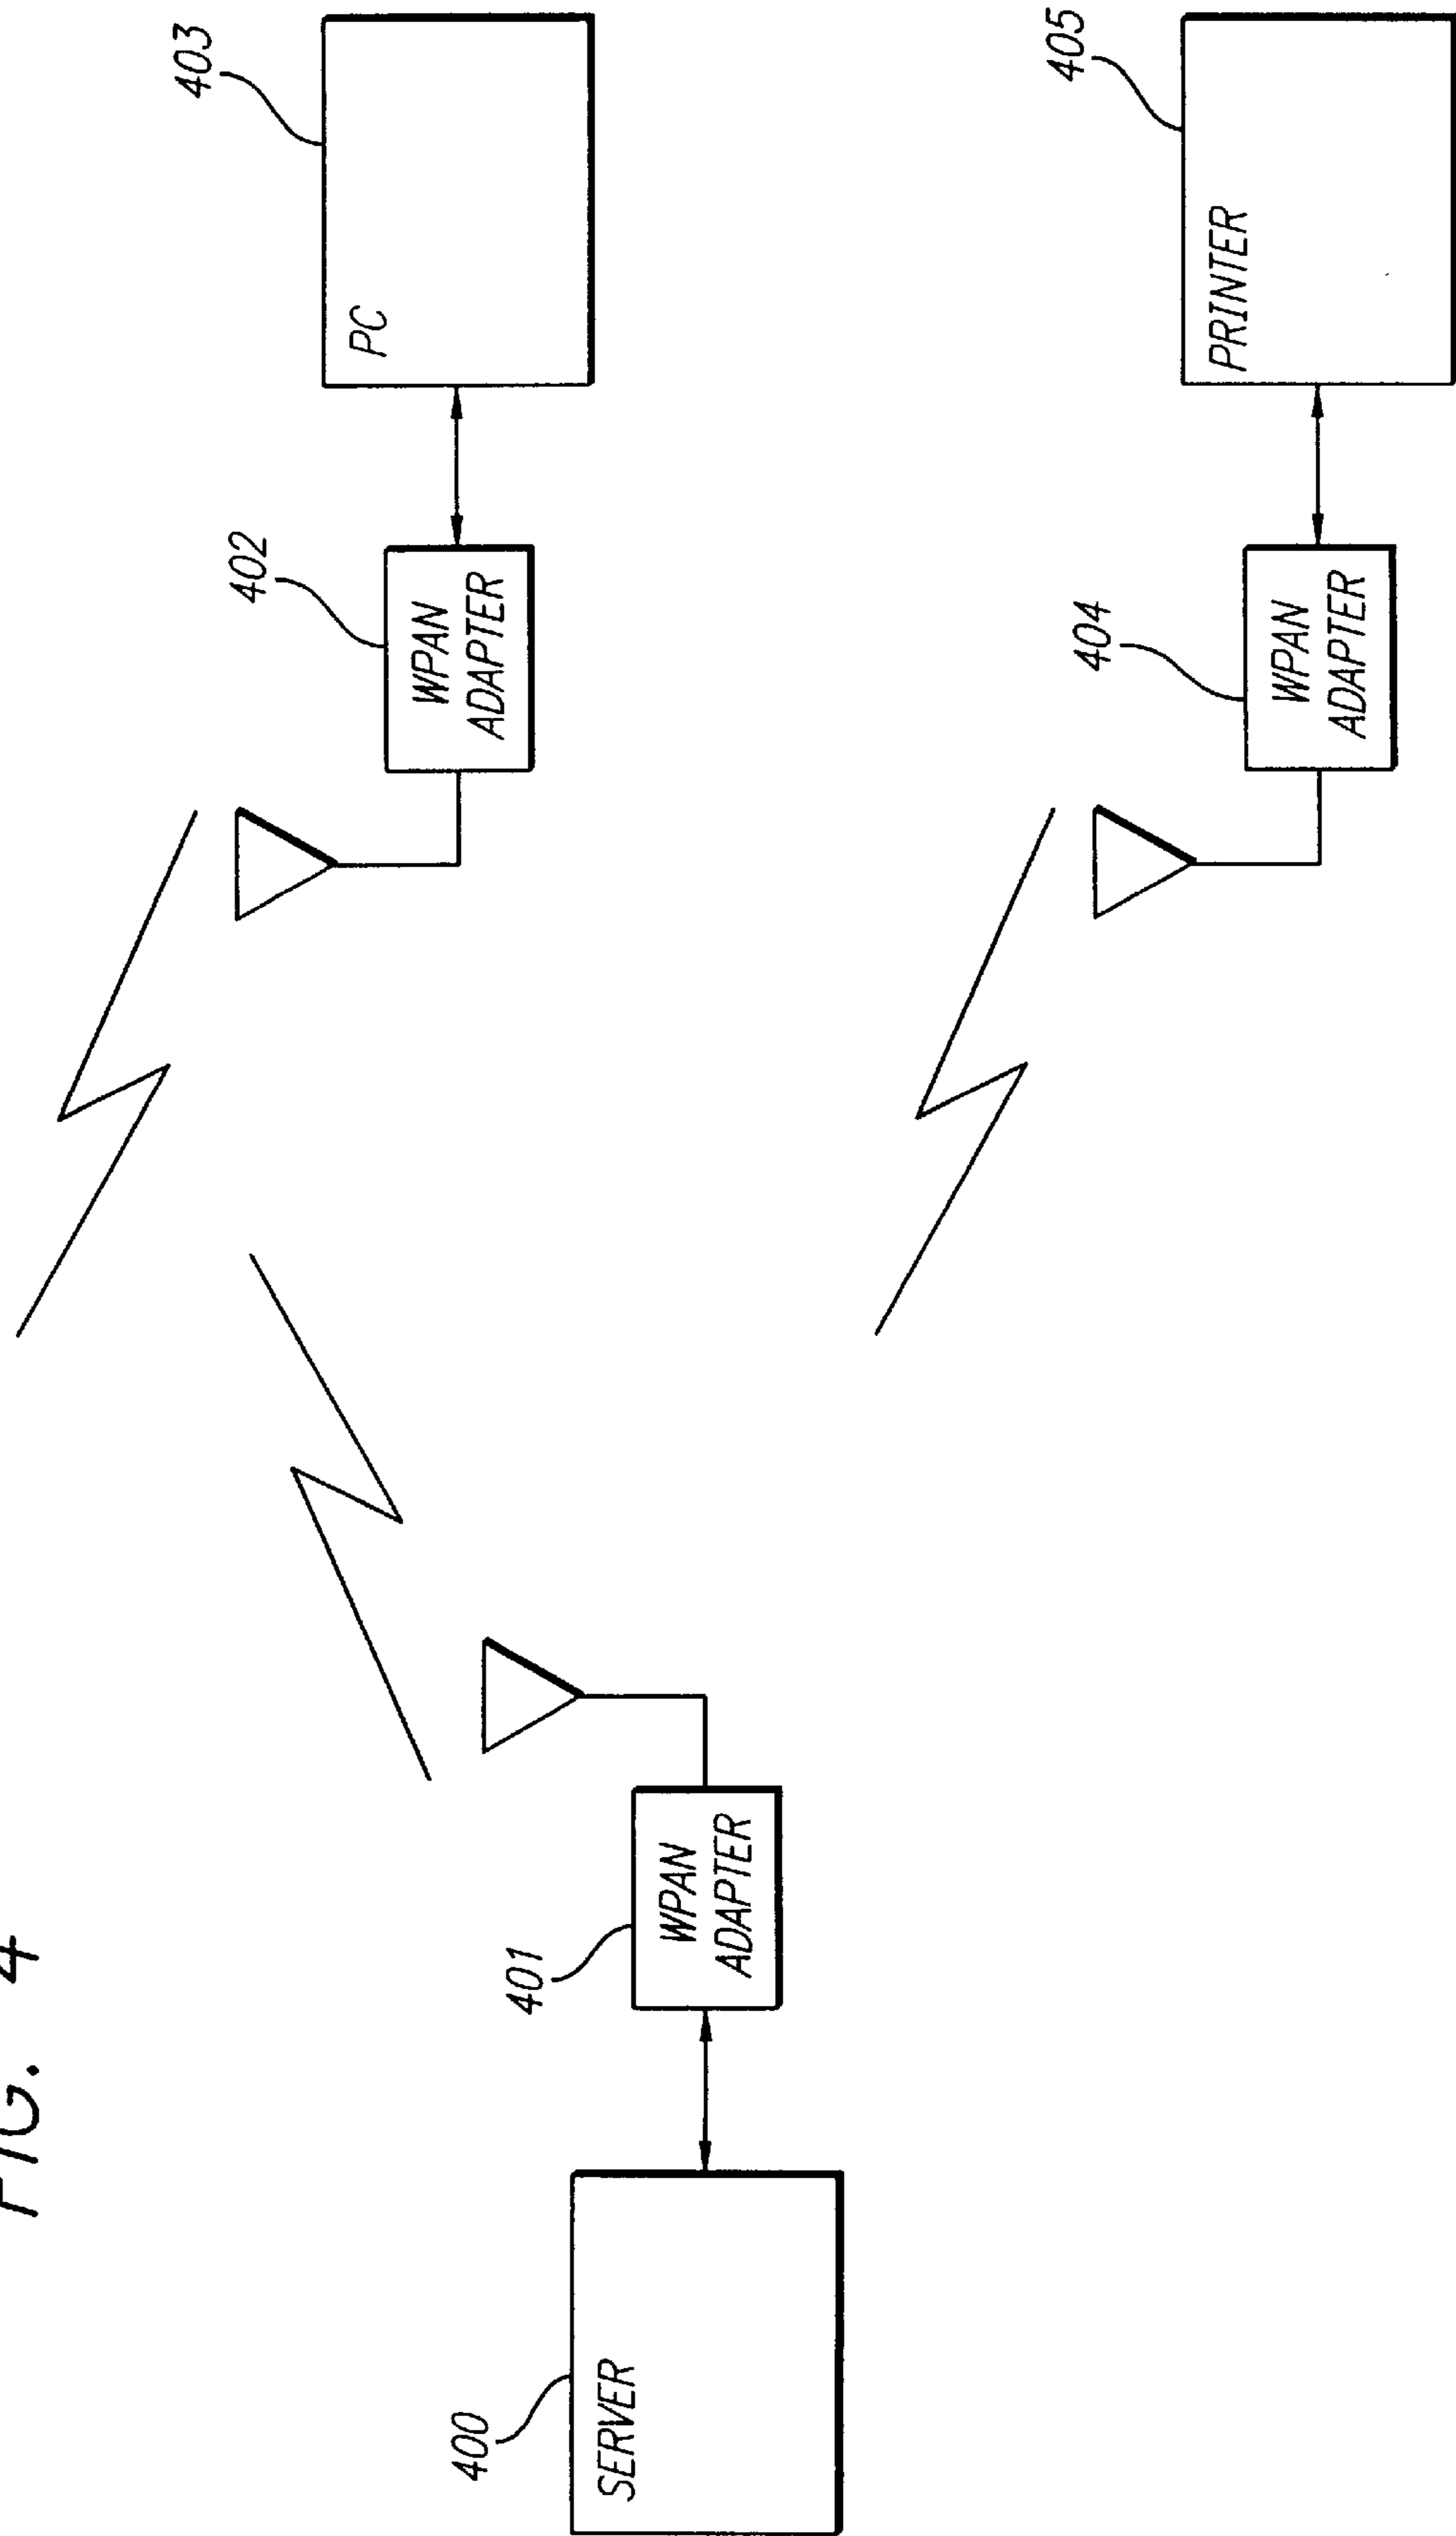 FIG. 4
403
PC
402
WPAN
ADAPTER
405
PRINTER
404
WPAN
ADAPTER
401
WPAN
ADAPTER
400
SERVER